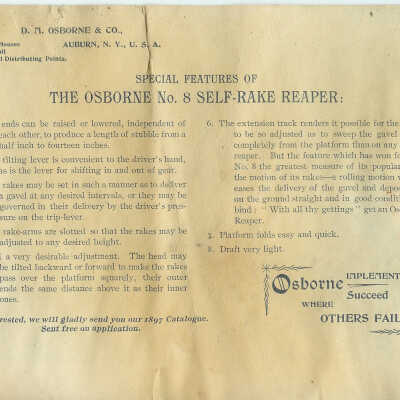 D. M. OSBORNE & CO.,
Houses
AUBURN, N. Y., U. S. A.
Distributing Points.
SPECIAL FEATURES OF
THE OSBORNE No. 8 SELF-RAKE REAPER:
ends can be raised or lowered, independent of
each other, to produce a length of stubble from a
half inch to fourteen inches.
tilting lever is convenient to the driver's hand,
as is the lever for shifting in and out of gear.
rakes may be set in such a manner as to deliver
a gavel at any desired intervals, or they may be
governed in their delivery by the driver's pres-
sure on the trip-lever.
rake-arms are slotted so that the rakes may be
adjusted to any desired height.
a very desirable adjustment. The head may
be tilted backward or forward to make the rakes
pass over the platform squarely, their outer
ends the same distance above it as their inner
ones.
6. The extension track renders it possible for the
to be so adjusted as to sweep the gavel
completely from the platform than on any
reaper. But the feature which has won fo
No. 8 the greatest measure of its popula
the motion of its rakes—a rolling motion w
eases the delivery of the gavel and depos
on the ground straight and in good conditi
bind; "With all thy gettings" get an Os
Reaper.
7. Platform folds easy and quick.
8. Draft very light.
Osborne IMPLEMENT
Succeed
WHERE
OTHERS FAIL
rested, we will gladly send you our 1897 Catalogue.
Sent free on application.